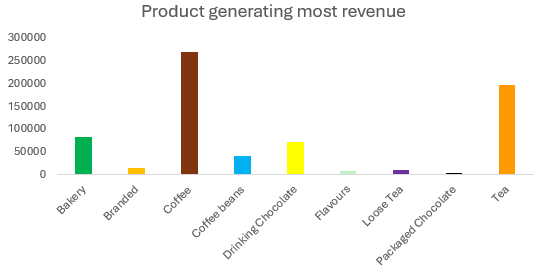 Product generating most revenue
300000
250000
200000
150000
100000
50000
0
Bakery
Branded
Coffee
Coffee beans
Drinking Chocolate
Flavours
Loose Tea
Packaged Chocolate
Tea